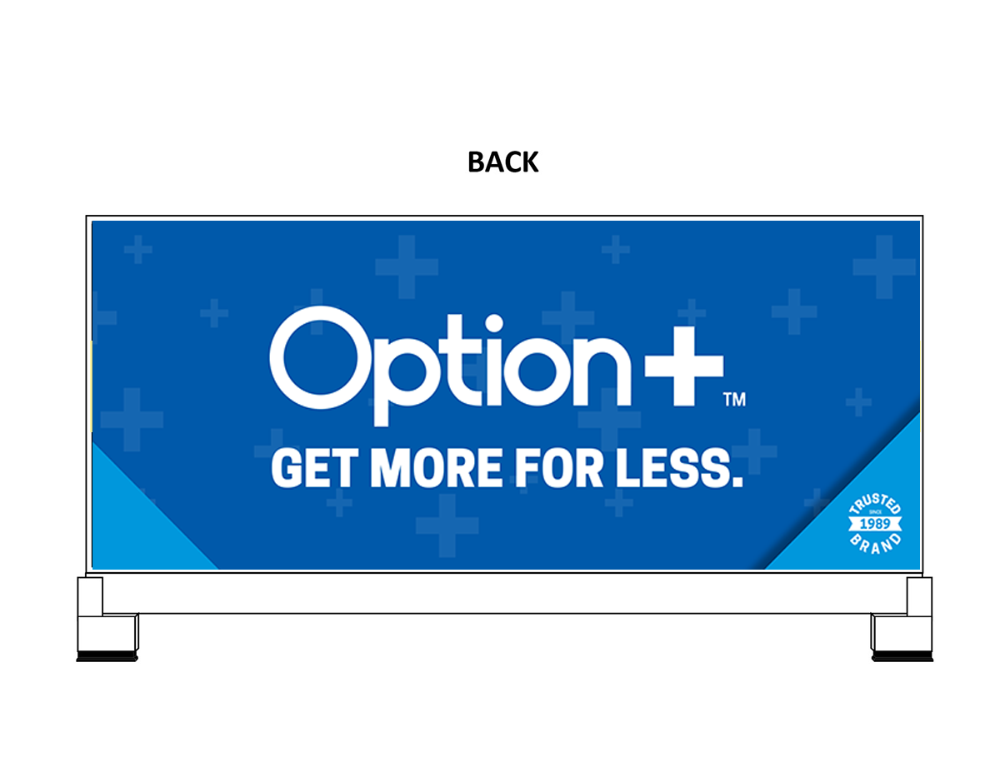 BACK
Option+™
GET MORE FOR LESS.
TRUSTED
SINCE
1989
BRAND